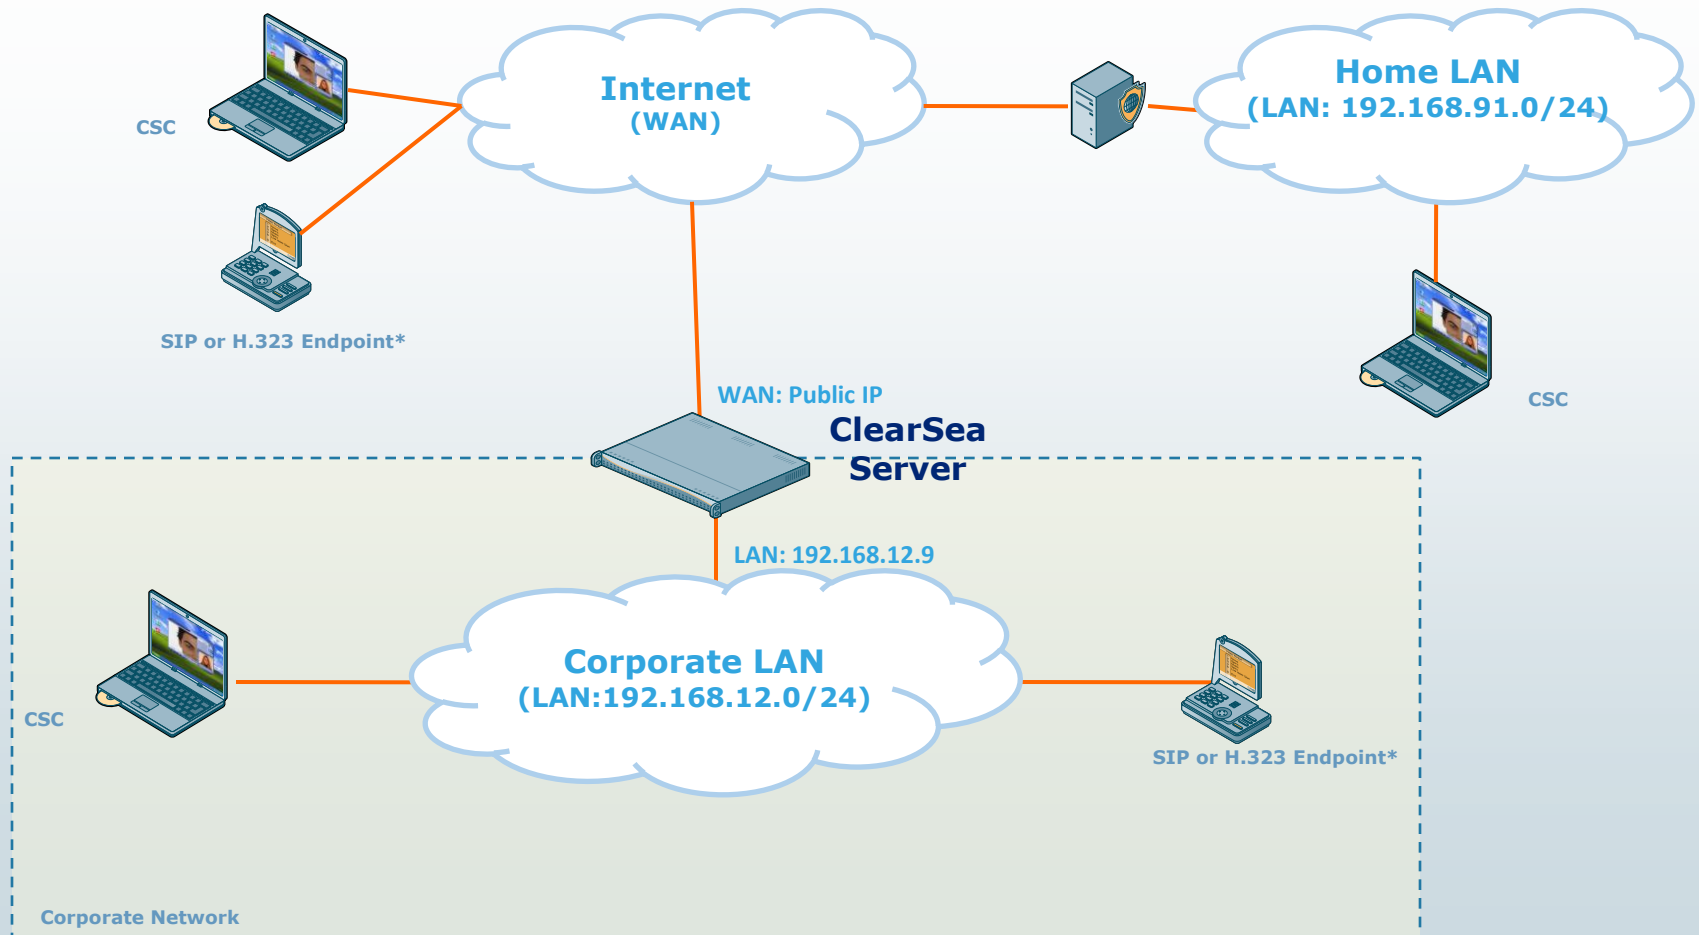 Internet
(WAN)
Home LAN
(LAN: 192.168.91.0/24)
CSC
SIP or H.323 Endpoint*
CSC
WAN: Public IP
ClearSea
Server
LAN: 192.168.12.9
Corporate LAN
(LAN:192.168.12.0/24)
CSC
SIP or H.323 Endpoint*
Corporate Network